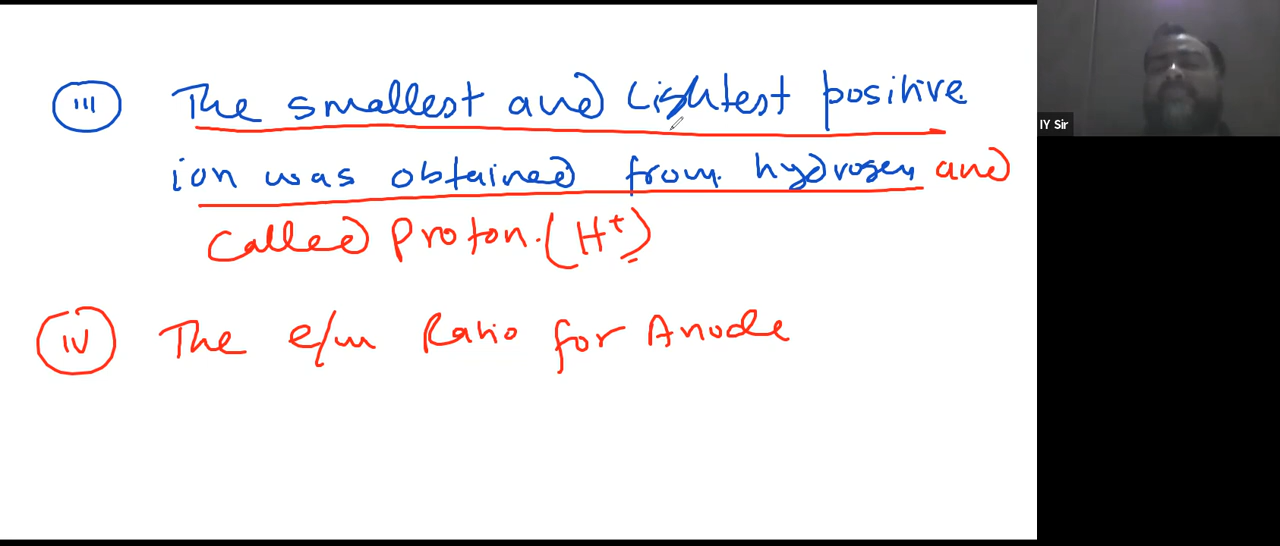 (iii) The smallest and Lightest positive
ion was obtained from hydrogen and
called Proton. (H+)
(iv) The e/m Ratio for Anode
IY Sir